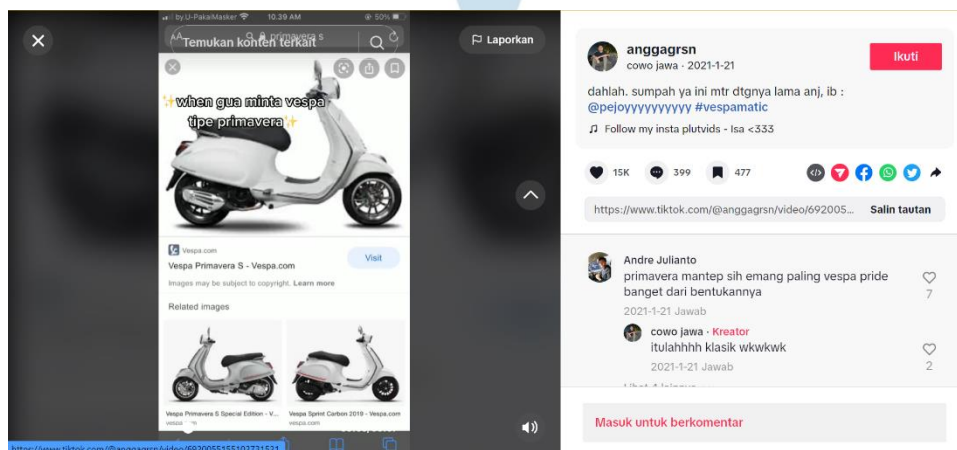 by.U-PakaiMasker
10.39 AM
50%
AA
primavera s
Temukan konten terkait
✨when gua minta vespa
tipe primavera✨
Vespa.com
Vespa Primavera S - Vespa.com
Visit
Images may be subject to copyright. Learn more
Related images
Vespa Primavera S Special Edition - V...
Vespa Sprint Carbon 2019 - Vespa.com
vespa.com
Laporkan
anggagrsn
cowo jawa · 2021-1-21
Ikuti
dahlah. sumpah ya ini mtr dtgnya lama anj, ib :
@pejoyyyyyyyyyy #vespamatic
♫ Follow my insta plutvids - Isa <333
15K
399
477
https://www.tiktok.com/@anggagrsn/video/692005...
Salin tautan
Andre Julianto
primavera mantep sih emang paling vespa pride
banget dari bentukannya
7
2021-1-21 Jawab
cowo jawa · Kreator
itulahhhh klasik wkwkwk
2
2021-1-21 Jawab
Masuk untuk berkomentar